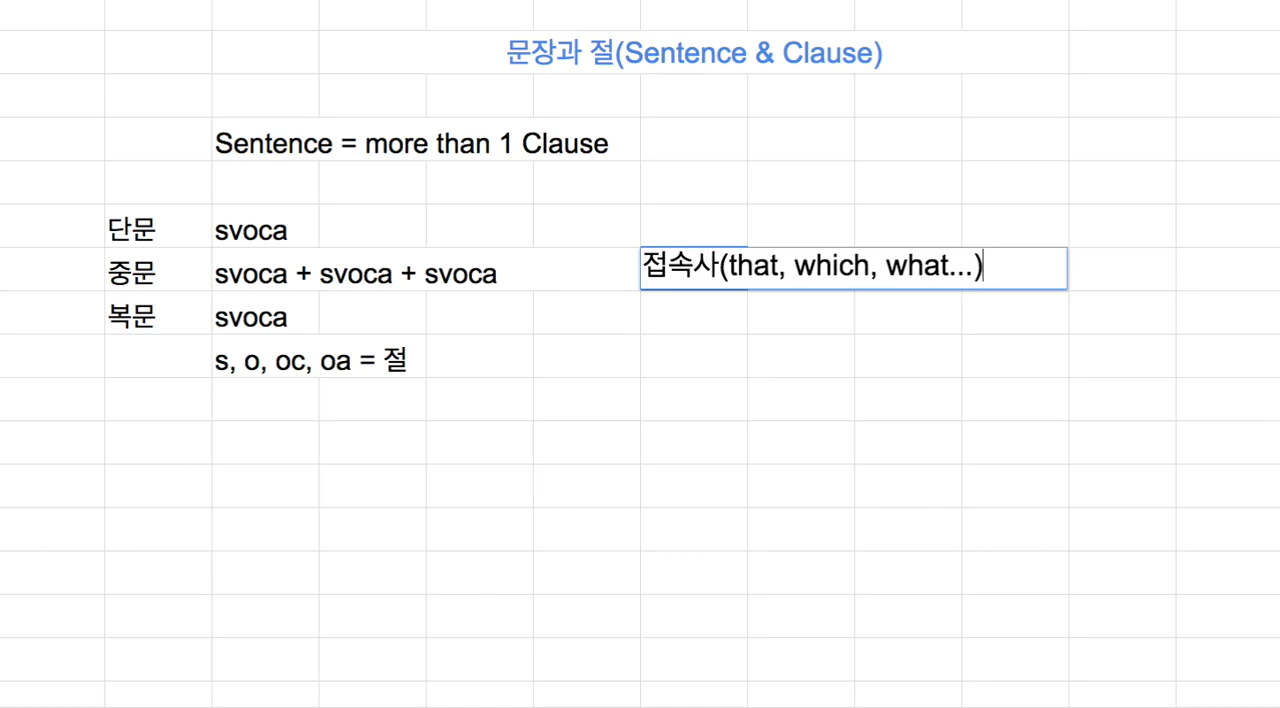 문장과 절(Sentence & Clause)
Sentence = more than 1 Clause
단문 svoca
중문 svoca + svoca + svoca 접속사(that, which, what...)
복문 svoca
s, o, oc, oa = 절